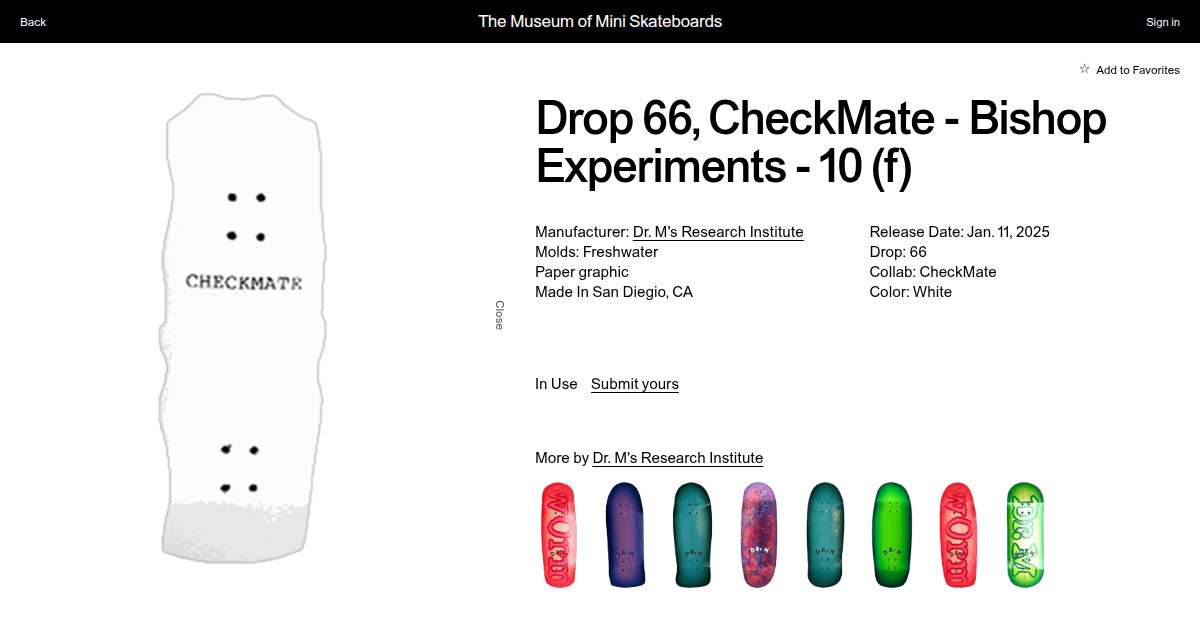 Back
The Museum of Mini Skateboards
Sign in
☆ Add to Favorites
Drop 66, CheckMate - Bishop
Experiments - 10 (f)
CHECKMATE
Close
Manufacturer: Dr. M's Research Institute
Molds: Freshwater
Paper graphic
Made In San Diegio, CA
Release Date: Jan. 11, 2025
Drop: 66
Collab: CheckMate
Color: White
In Use Submit yours
More by Dr. M's Research Institute